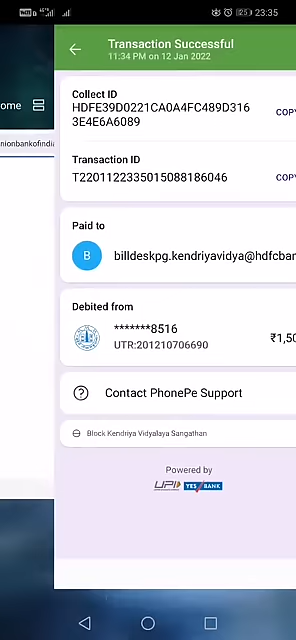 23:35
ome
nionbankofindia
Transaction Successful
11:34 PM on 12 Jan 2022
Collect ID
HDFE39D0221CA0A4FC489D316
3E4E6A6089
COPY
Transaction ID
T2201122335015088186046
COPY
Paid to
B
billdeskpg.kendriyavidya@hdfcban
Debited from
*******8516
₹1,50
UTR:201210706690
Contact PhonePe Support
Block Kendriya Vidyalaya Sangathan
Powered by
UPI YES BANK